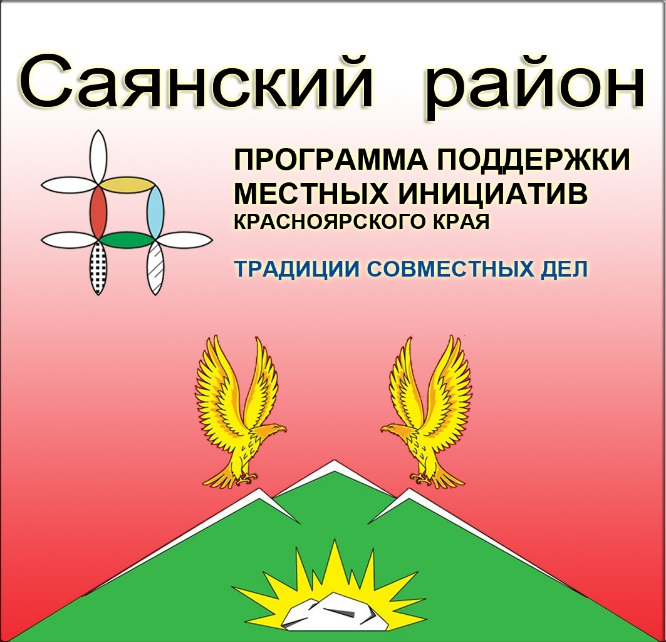 Саянский район
ПРОГРАММА ПОДДЕРЖКИ
МЕСТНЫХ ИНИЦИАТИВ
КРАСНОЯРСКОГО КРАЯ
ТРАДИЦИИ СОВМЕСТНЫХ ДЕЛ